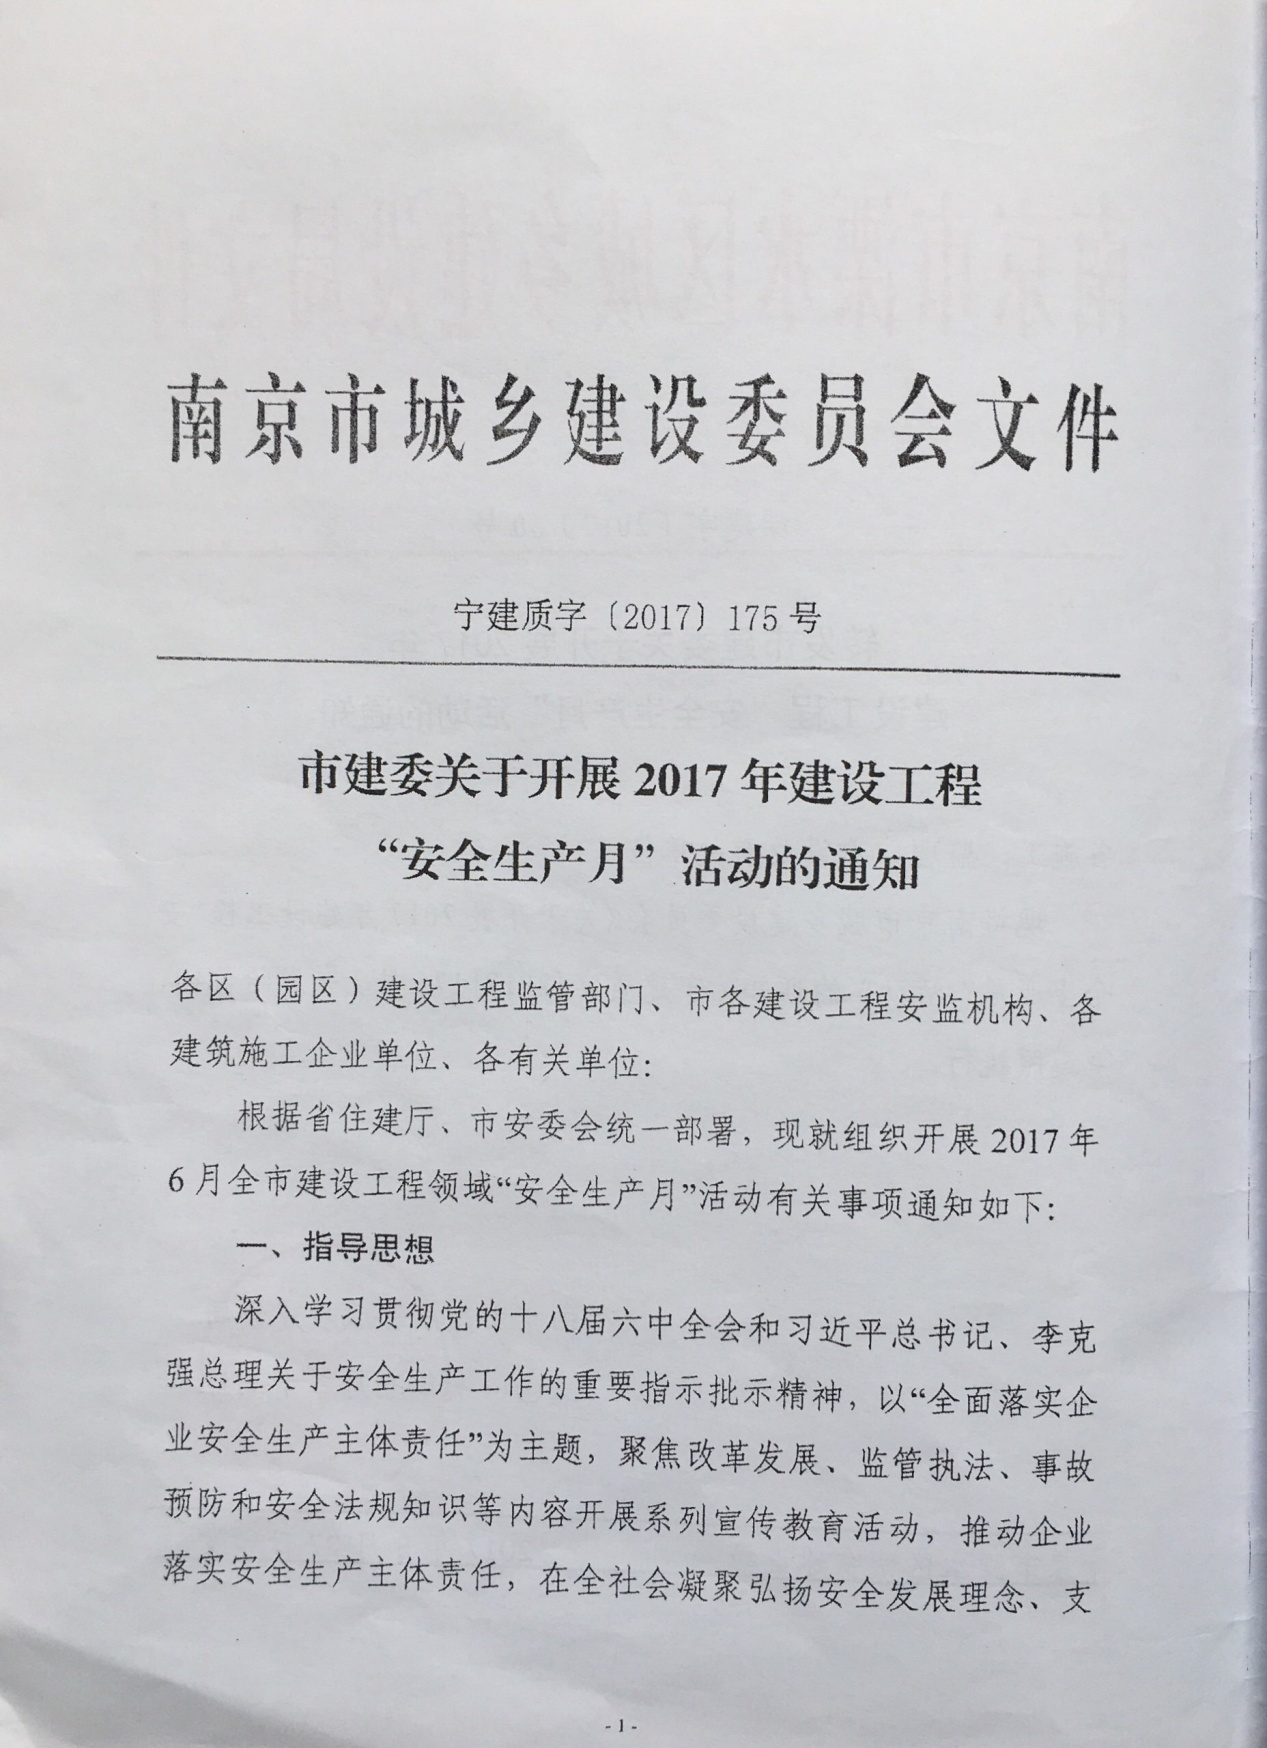 南京市城乡建设委员会文件
宁建质字〔2017〕175号
市建委关于开展2017年建设工程
“安全生产月”活动的通知
各区（园区）建设工程监管部门、市各建设工程安监机构、各
建筑施工企业单位、各有关单位：
根据省住建厅、市安委会统一部署，现就组织开展2017年
6月全市建设工程领域“安全生产月”活动有关事项通知如下：
一、指导思想
深入学习贯彻党的十八届六中全会和习近平总书记、李克
强总理关于安全生产工作的重要指示批示精神，以“全面落实企
业安全生产主体责任”为主题，聚焦改革发展、监管执法、事故
预防和安全法规知识等内容开展系列宣传教育活动，推动企业
落实安全生产主体责任，在全社会凝聚弘扬安全发展理念、支
- 1 -